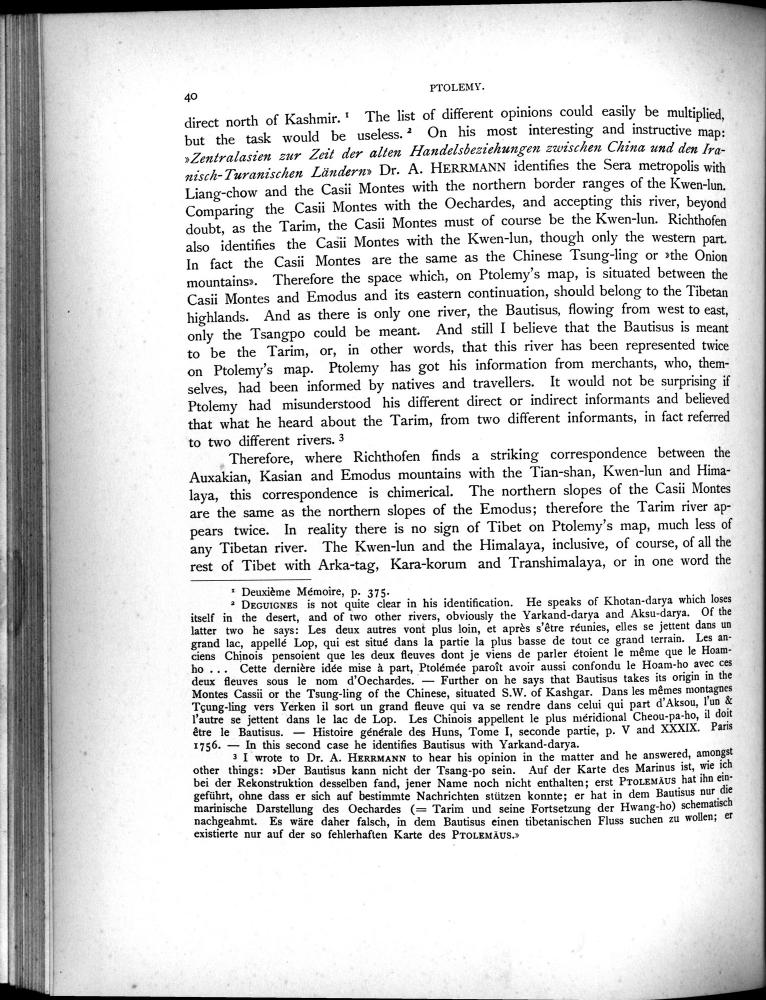 PTOLEMY.
40
direct north of Kashmir. ¹ The list of different opinions could easily be multiplied,
but the task would be useless. ² On his most interesting and instructive map:
»Zentralasien zur Zeit der alten Handelsbeziehungen zwischen China und den Ira-
nisch-Turanischen Ländern» Dr. A. HERRMANN identifies the Sera metropolis with
Liang-chow and the Casii Montes with the northern border ranges of the Kwen-lun.
Comparing the Casii Montes with the Oechardes, and accepting this river, beyond
doubt, as the Tarim, the Casii Montes must of course be the Kwen-lun. Richthofen
also identifies the Casii Montes with the Kwen-lun, though only the western part.
In fact the Casii Montes are the same as the Chinese Tsung-ling or »the Onion
mountains». Therefore the space which, on Ptolemy's map, is situated between the
Casii Montes and Emodus and its eastern continuation, should belong to the Tibetan
highlands. And as there is only one river, the Bautisus, flowing from west to east,
only the Tsangpo could be meant. And still I believe that the Bautisus is meant
to be the Tarim, or, in other words, that this river has been represented twice
on Ptolemy's map. Ptolemy has got his information from merchants, who, them-
selves, had been informed by natives and travellers. It would not be surprising if
Ptolemy had misunderstood his different direct or indirect informants and believed
that what he heard about the Tarim, from two different informants, in fact referred
to two different rivers. ³
Therefore, where Richthofen finds a striking correspondence between the
Auxakian, Kasian and Emodus mountains with the Tian-shan, Kwen-lun and Hima-
laya, this correspondence is chimerical. The northern slopes of the Casii Montes
are the same as the northern slopes of the Emodus; therefore the Tarim river ap-
pears twice. In reality there is no sign of Tibet on Ptolemy's map, much less of
any Tibetan river. The Kwen-lun and the Himalaya, inclusive, of course, of all the
rest of Tibet with Arka-tag, Kara-korum and Transhimalaya, or in one word the
¹ Deuxième Mémoire, p. 375.
² DEGUIGNES is not quite clear in his identification. He speaks of Khotan-darya which loses
itself in the desert, and of two other rivers, obviously the Yarkand-darya and Aksu-darya. Of the
latter two he says: Les deux autres vont plus loin, et après s'être réunies, elles se jettent dans un
grand lac, appellé Lop, qui est situé dans la partie la plus basse de tout ce grand terrain. Les an-
ciens Chinois pensoient que les deux fleuves dont je viens de parler étoient le même que le Hoam-
ho ... Cette dernière idée mise à part, Ptolémée paroît avoir aussi confondu le Hoam-ho avec ces
deux fleuves sous le nom d'Oechardes. — Further on he says that Bautisus takes its origin in the
Montes Cassii or the Tsung-ling of the Chinese, situated S.W. of Kashgar. Dans les mêmes montagnes
Tçung-ling vers Yerken il sort un grand fleuve qui va se rendre dans celui qui part d'Aksou, l'un &
l'autre se jettent dans le lac de Lop. Les Chinois appellent le plus méridional Cheou-pa-ho, il doit
être le Bautisus. — Histoire générale des Huns, Tome I, seconde partie, p. V and XXXIX. Paris
1756. — In this second case he identifies Bautisus with Yarkand-darya.
³ I wrote to Dr. A. HERRMANN to hear his opinion in the matter and he answered, amongst
other things: »Der Bautisus kann nicht der Tsang-po sein. Auf der Karte des Marinus ist, wie ich
bei der Rekonstruktion desselben fand, jener Name noch nicht enthalten; erst PTOLEMÄUS hat ihn ein-
geführt, ohne dass er sich auf bestimmte Nachrichten stützen konnte; er hat in dem Bautisus nur die
marinische Darstellung des Oechardes (= Tarim und seine Fortsetzung der Hwang-ho) schematisch
nachgeahmt. Es wäre daher falsch, in dem Bautisus einen tibetanischen Fluss suchen zu wollen; er
existierte nur auf der so fehlerhaften Karte des PTOLEMÄUS.»